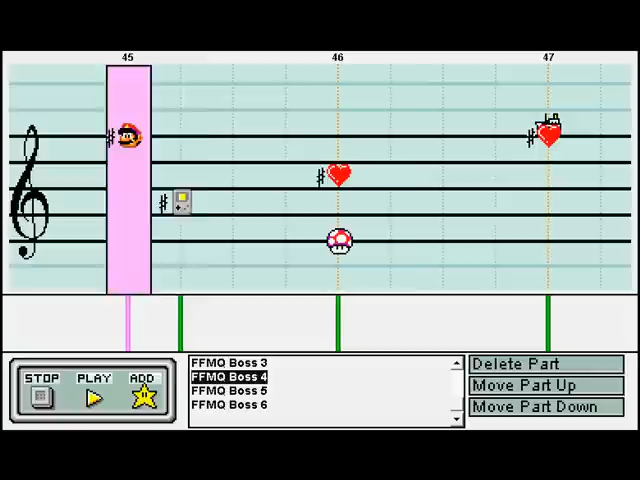 45 46 47
STOP PLAY ADD
FFMQ Boss 3
FFMQ Boss 4
FFMQ Boss 5
FFMQ Boss 6
Delete Part
Move Part Up
Move Part Down